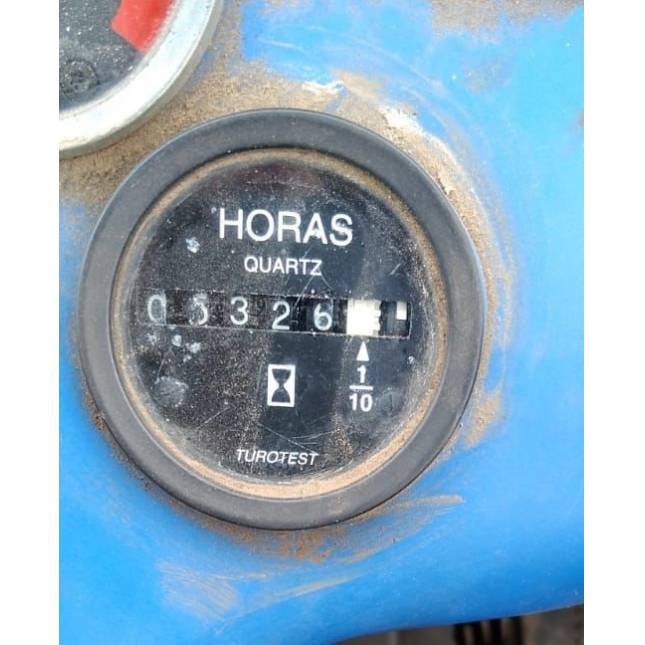 HORAS
QUARTZ
05326
1
10
TUROTEST